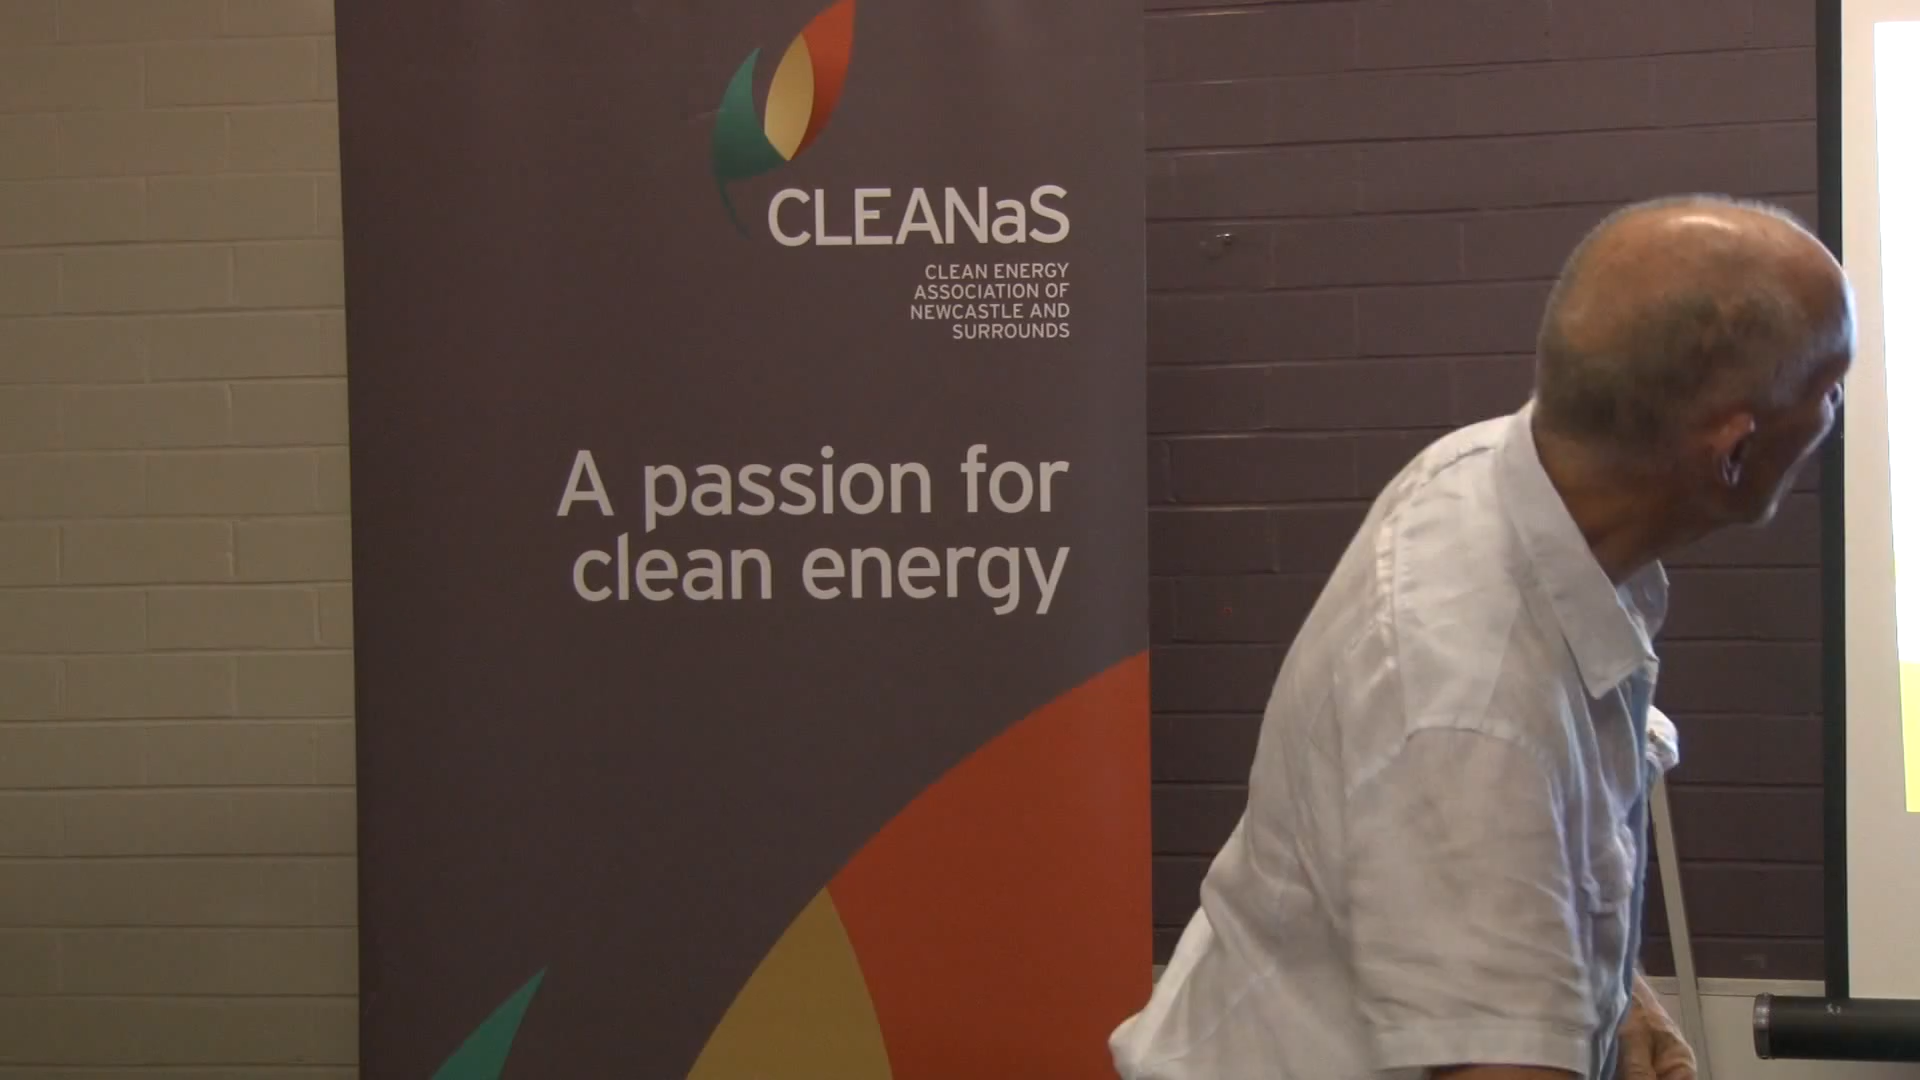 CLEANaS
CLEAN ENERGY
ASSOCIATION OF
NEWCASTLE AND
SURROUNDS
A passion for
clean energy